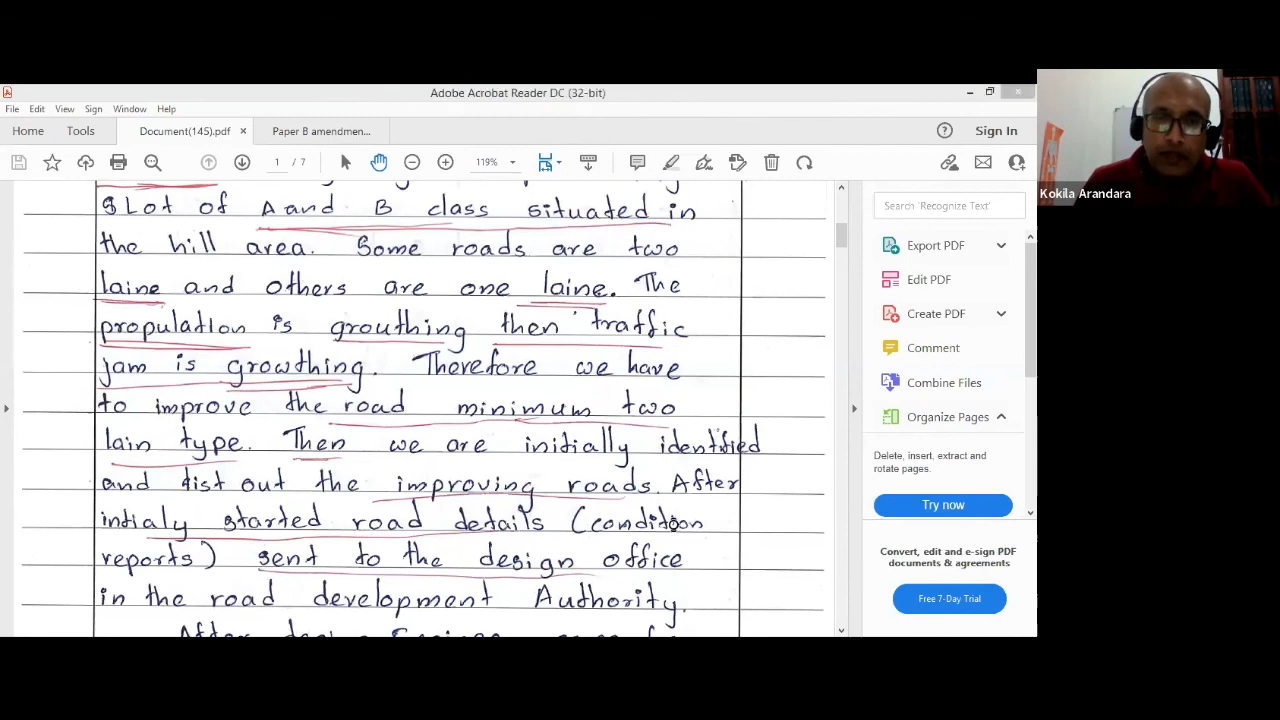 Adobe Acrobat Reader DC (32-bit)
File Edit View Sign Window Help
Home Tools Document(145).pdf × Paper B amendmen... Sign In
1 / 7 119%
Kokila Arandara
Search 'Recognize Text'
Export PDF
Edit PDF
Create PDF
Comment
Combine Files
Organize Pages
Delete, insert, extract and
rotate pages.
Try now
Convert, edit and e-sign PDF
documents & agreements
Free 7-Day Trial
Lot of A and B class situated in
the hill area. Some roads are two
laine and others are one laine. The
propulation is grouthing then traffic
jam is growthing. Therefore we have
to improve the road minimum two
lain type. Then we are initially identified
and list out the improving roads. After
intialy started road details (condition
reports) sent to the design office
in the road development Authority.
After